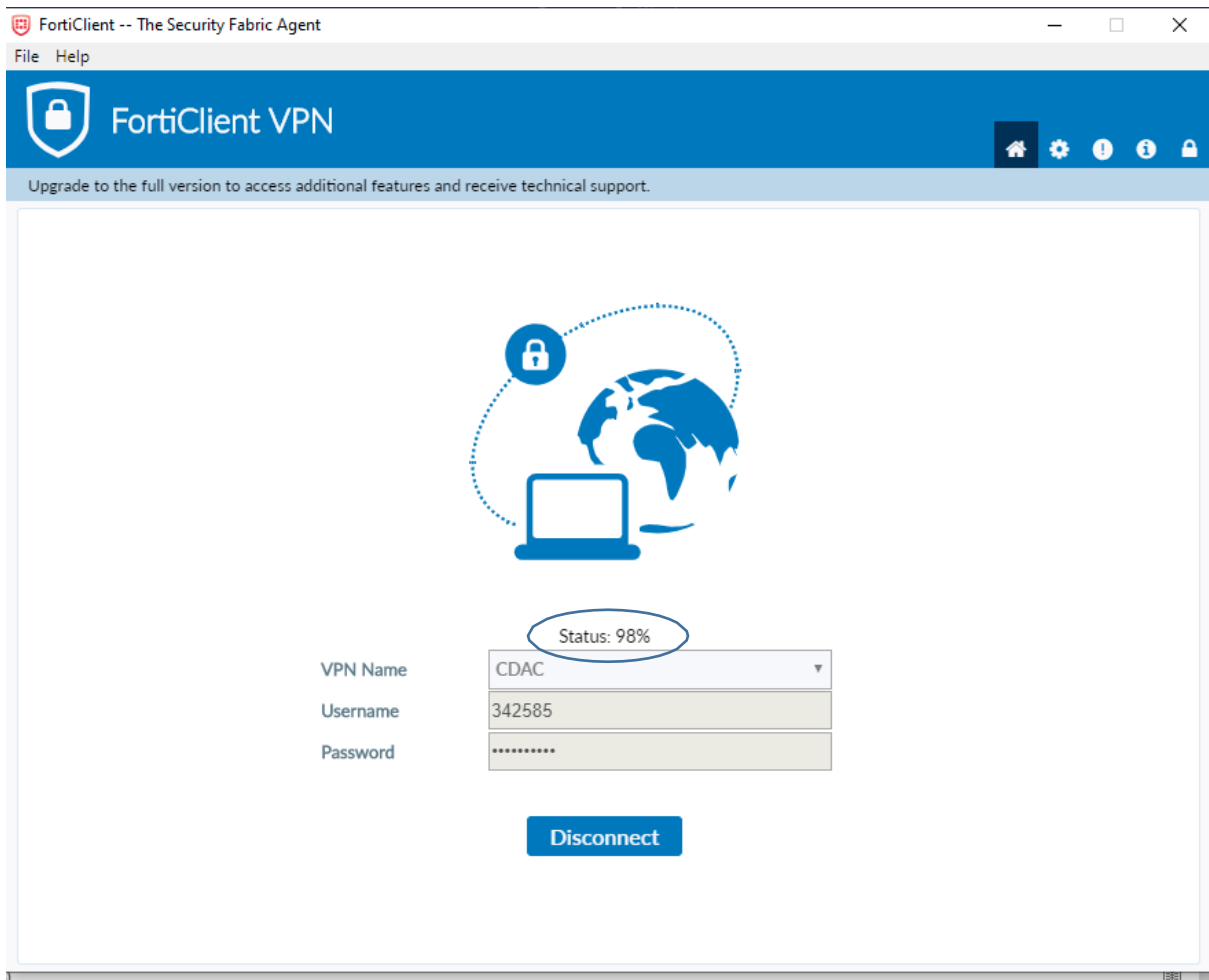 FortiClient -- The Security Fabric Agent
File Help
FortiClient VPN
Upgrade to the full version to access additional features and receive technical support.
Status: 98%
VPN Name CDAC
Username 342585
Password ••••••••••
Disconnect